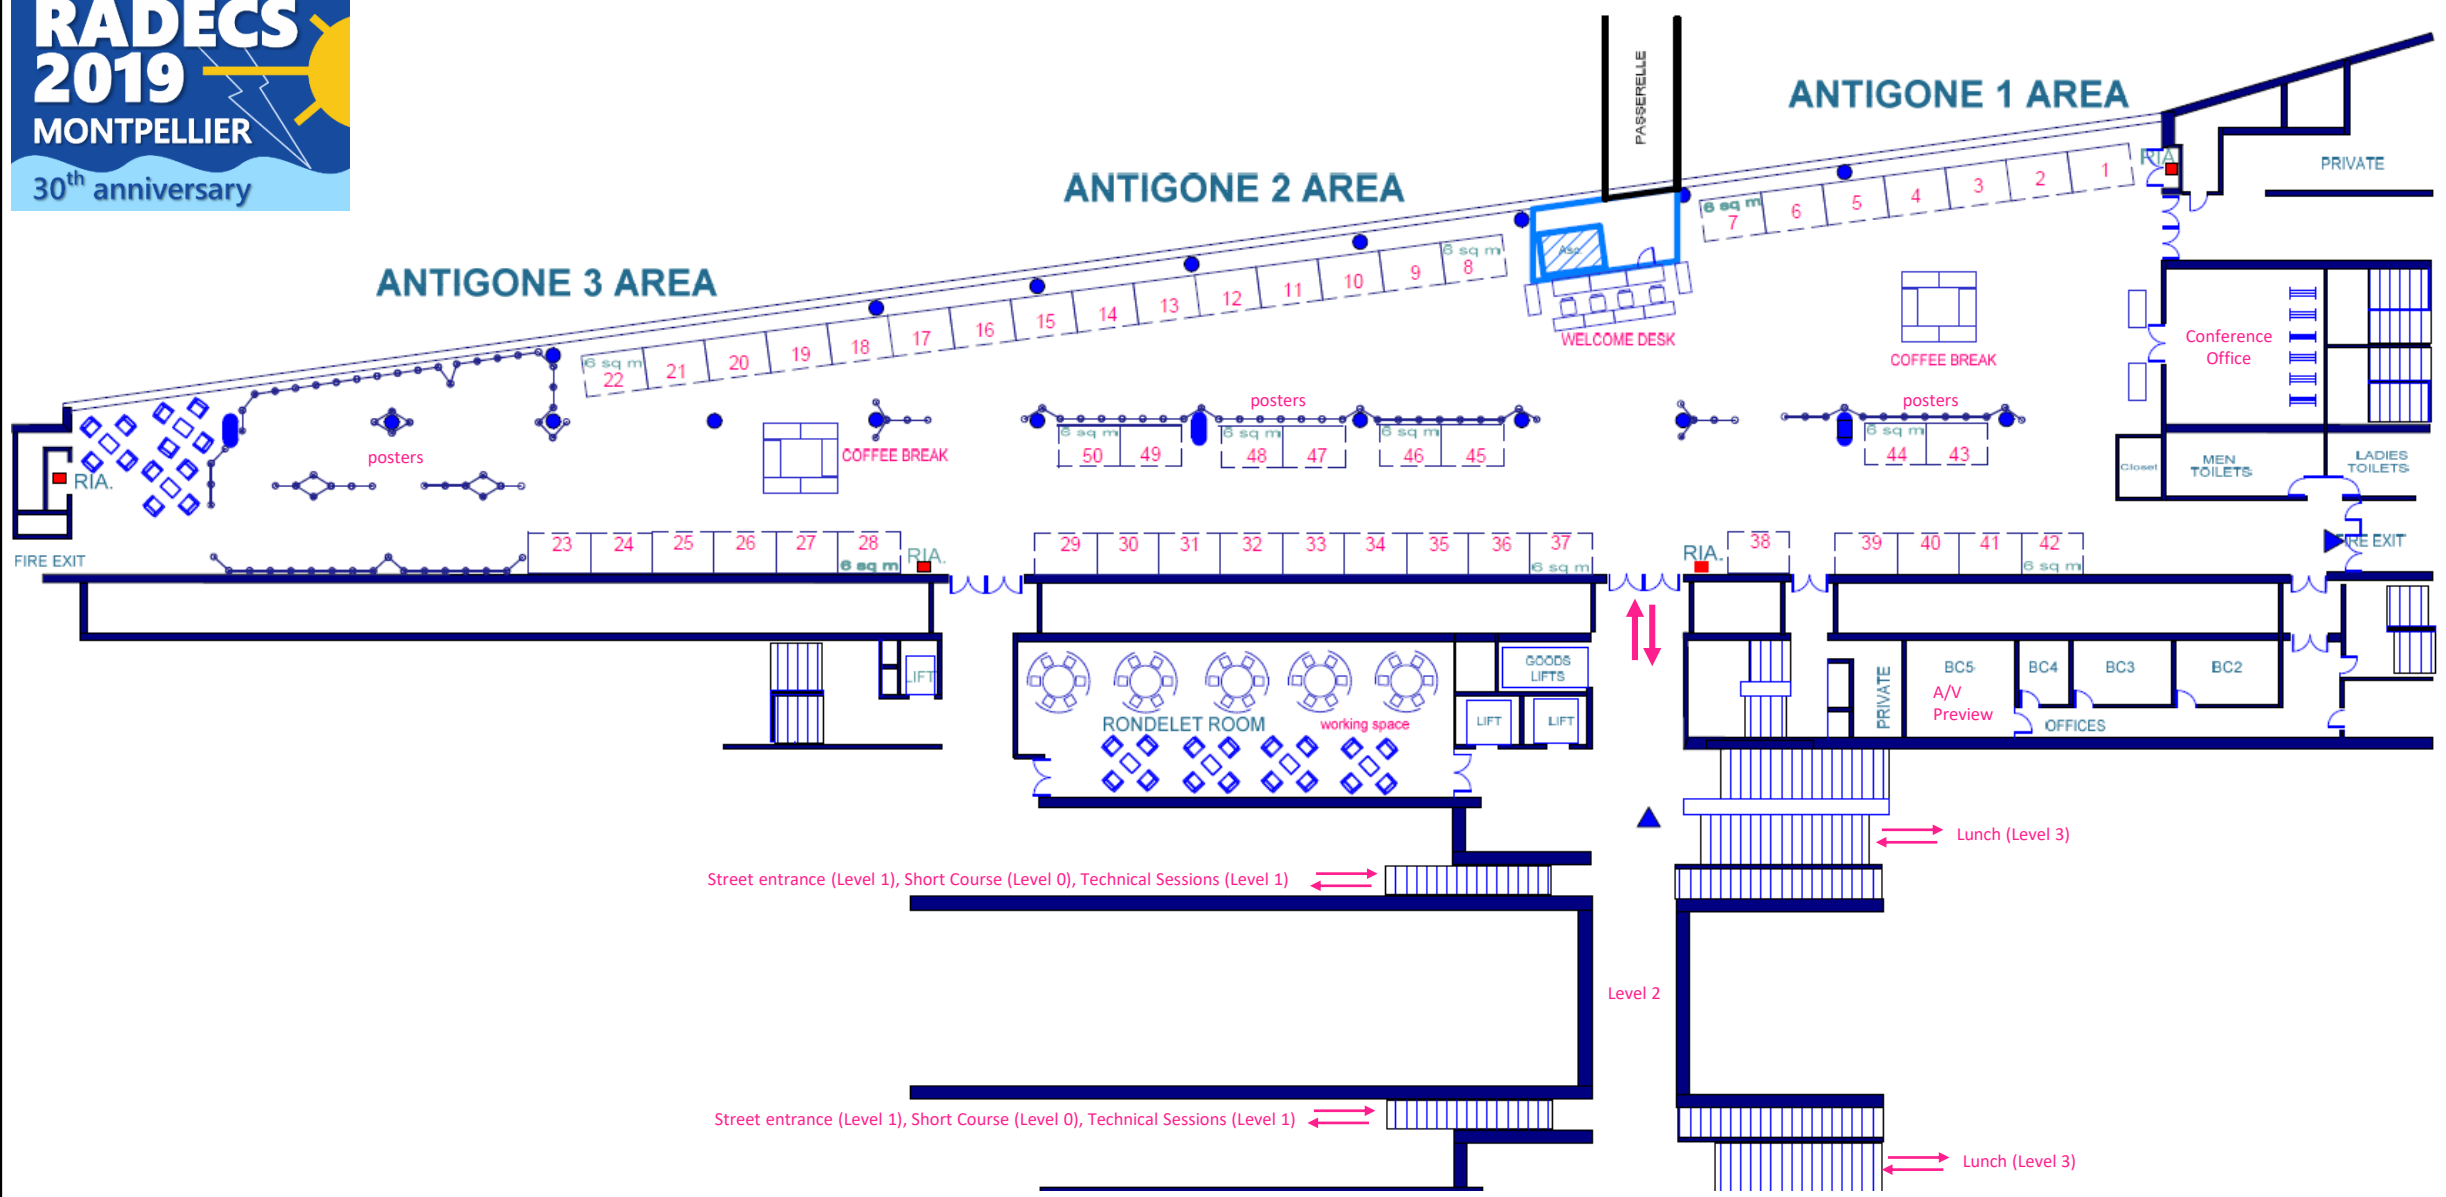 RADECS
2019
MONTPELLIER
30th anniversary
PASSERELLE
ANTIGONE 1 AREA
ANTIGONE 2 AREA
ANTIGONE 3 AREA
RIA.
PRIVATE
1
2
3
4
5
6
6 sq m
7
Asc.
6 sq m
8
9
10
11
12
13
14
15
16
17
18
19
20
21
6 sq m
22
WELCOME DESK
COFFEE BREAK
Conference
Office
posters
posters
posters
COFFEE BREAK
6 sq m
50
49
6 sq m
48
47
6 sq m
46
45
6 sq m
44
43
Closet
MEN
TOILETS
LADIES
TOILETS
RIA.
FIRE EXIT
23
24
25
26
27
28
6 sq m
RIA.
29
30
31
32
33
34
35
36
37
6 sq m
RIA.
38
39
40
41
42
6 sq m
FIRE EXIT
LIFT
GOODS
LIFTS
RONDELET ROOM
working space
LIFT
LIFT
PRIVATE
BC5
A/V
Preview
BC4
BC3
BC2
OFFICES
Lunch (Level 3)
Street entrance (Level 1), Short Course (Level 0), Technical Sessions (Level 1)
Level 2
Street entrance (Level 1), Short Course (Level 0), Technical Sessions (Level 1)
Lunch (Level 3)